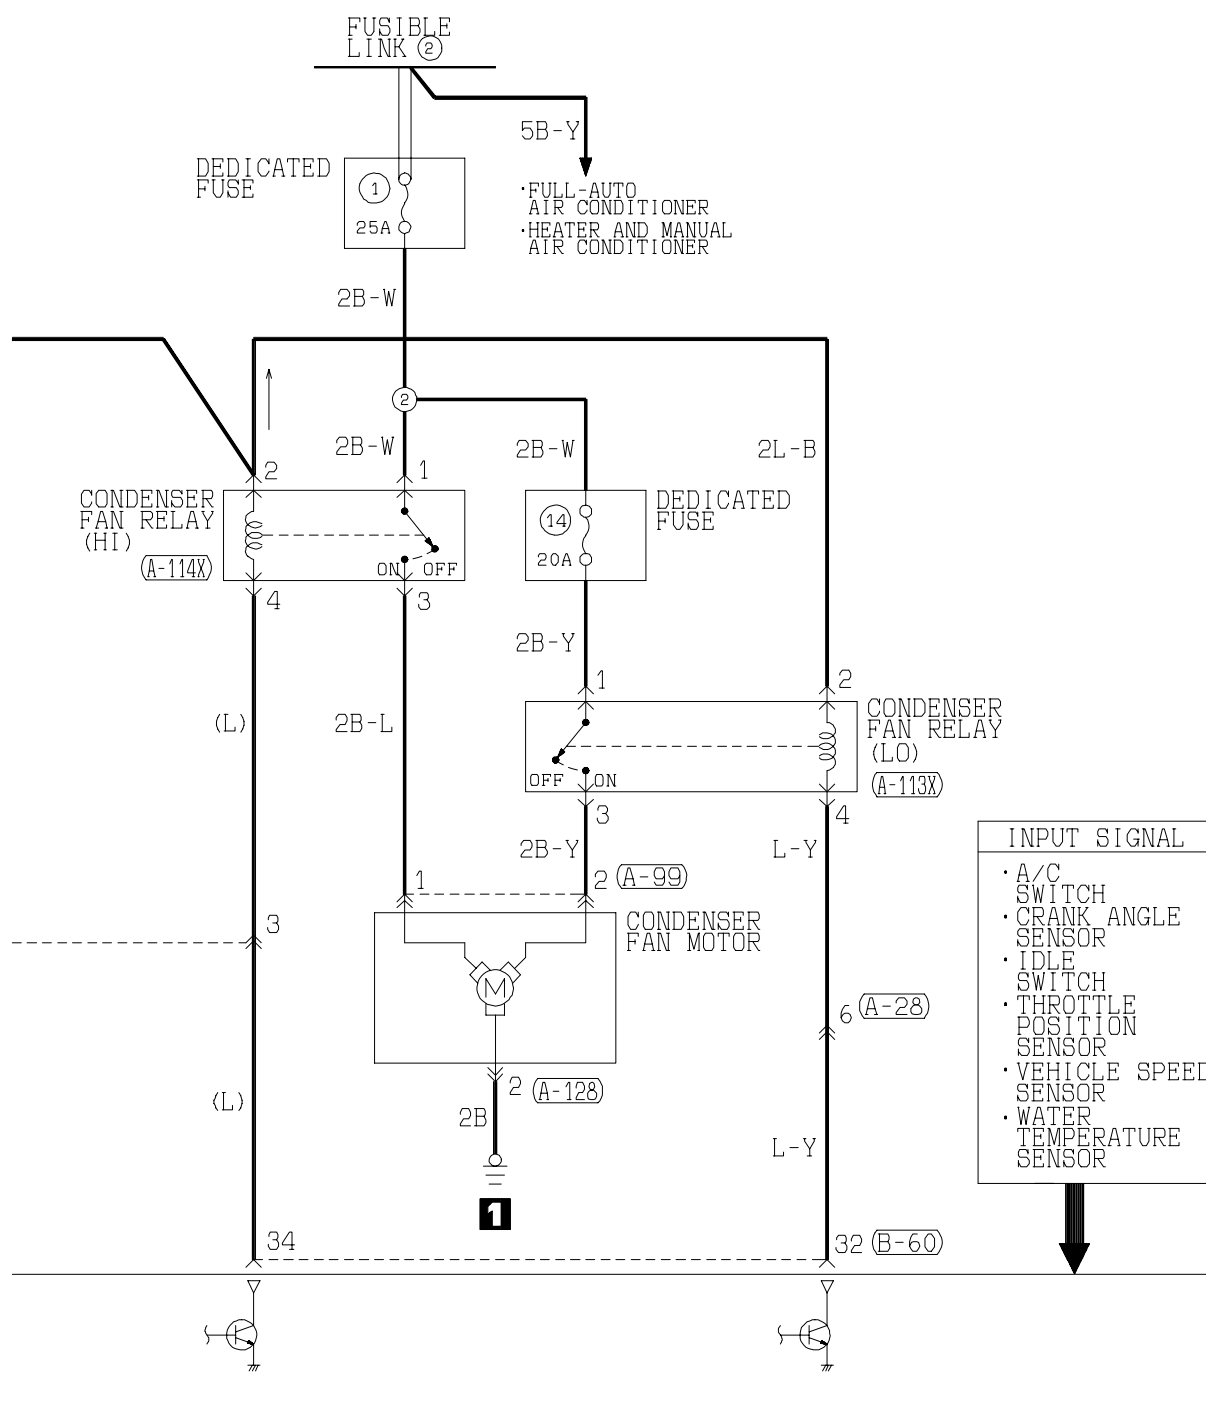 FUSIBLE
LINK 2
5B-Y
DEDICATED
FUSE
1
25A
·FULL-AUTO
AIR CONDITIONER
·HEATER AND MANUAL
AIR CONDITIONER
2B-W
2
2B-W
2B-W
2L-B
2
1
CONDENSER
FAN RELAY
(HI)
A-114X
ON OFF
14
20A
DEDICATED
FUSE
4
3
2B-Y
1
2
(L)
2B-L
OFF ON
CONDENSER
FAN RELAY
(LO)
A-113X
3
4
2B-Y
L-Y
1
2 A-99
CONDENSER
FAN MOTOR
M
3
6 A-28
2 A-128
(L)
2B
L-Y
1
34
32 B-60
INPUT SIGNAL
·A/C
SWITCH
·CRANK ANGLE
SENSOR
·IDLE
SWITCH
·THROTTLE
POSITION
SENSOR
·VEHICLE SPEED
SENSOR
·WATER
TEMPERATURE
SENSOR